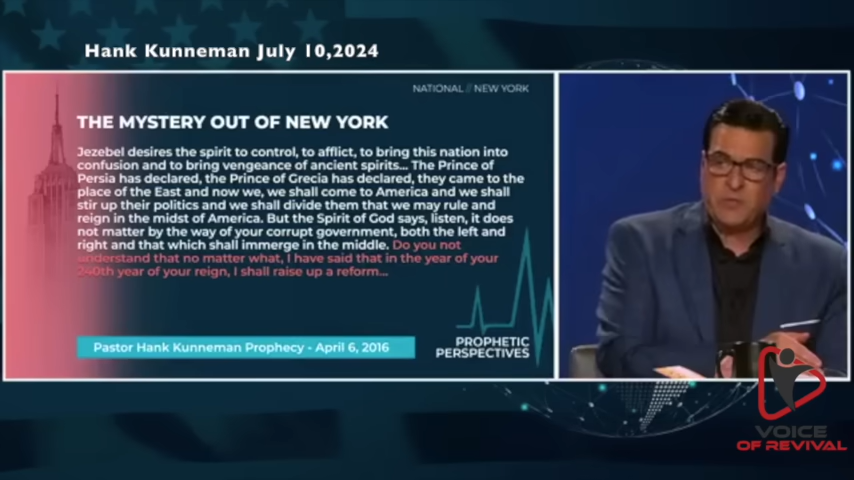 Hank Kunneman July 10,2024
NATIONAL // NEW YORK
THE MYSTERY OUT OF NEW YORK
Jezebel desires the spirit to control, to afflict, to bring this nation into
confusion and to bring vengeance of ancient spirits... The Prince of
Persia has declared, the Prince of Grecia has declared, they came to the
place of the East and now we, we shall come to America and we shall
stir up their politics and we shall divide them that we may rule and
reign in the midst of America. But the Spirit of God says, listen, it does
not matter by the way of your corrupt government, both the left and
right and that which shall immerge in the middle. Do you not
understand that no matter what, I have said that in the year of your
240th year of your reign, I shall raise up a reform...
Pastor Hank Kunneman Prophecy - April 6, 2016
PROPHETIC
PERSPECTIVES
VOICE
OF REVIVAL